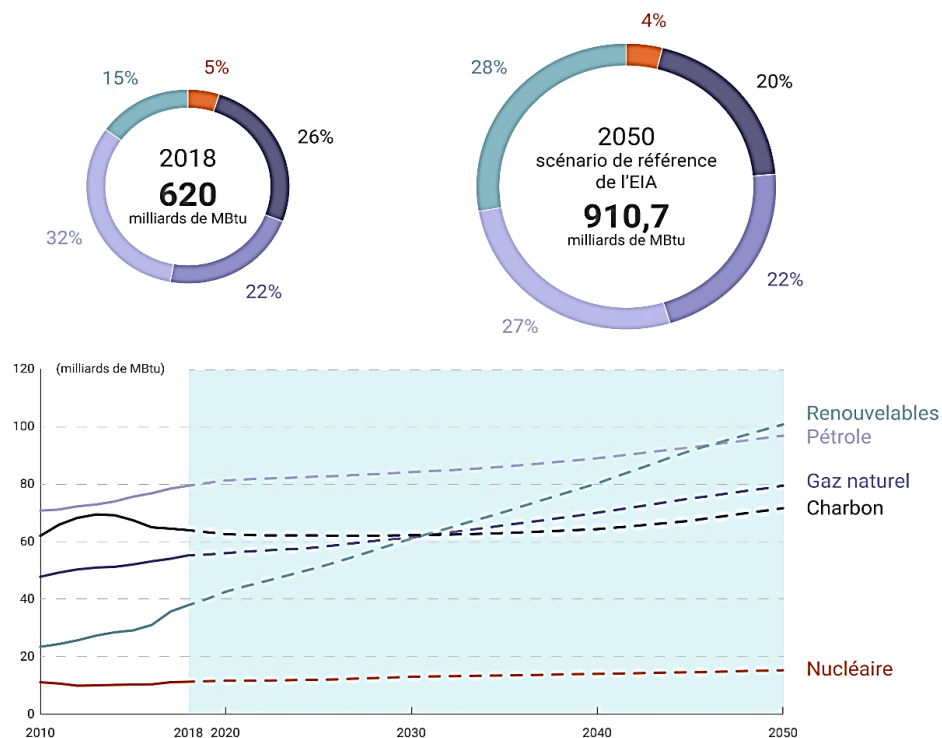 4%
28%
15%
5%
20%
26%
2018
620
milliards de MBtu
2050
scénario de référence
de l'EIA
910,7
milliards de MBtu
32%
22%
22%
27%
120
(milliards de MBtu)
100
80
60
40
20
0
2010
2018
2020
2030
2040
2050
Renouvelables
Pétrole
Gaz naturel
Charbon
Nucléaire